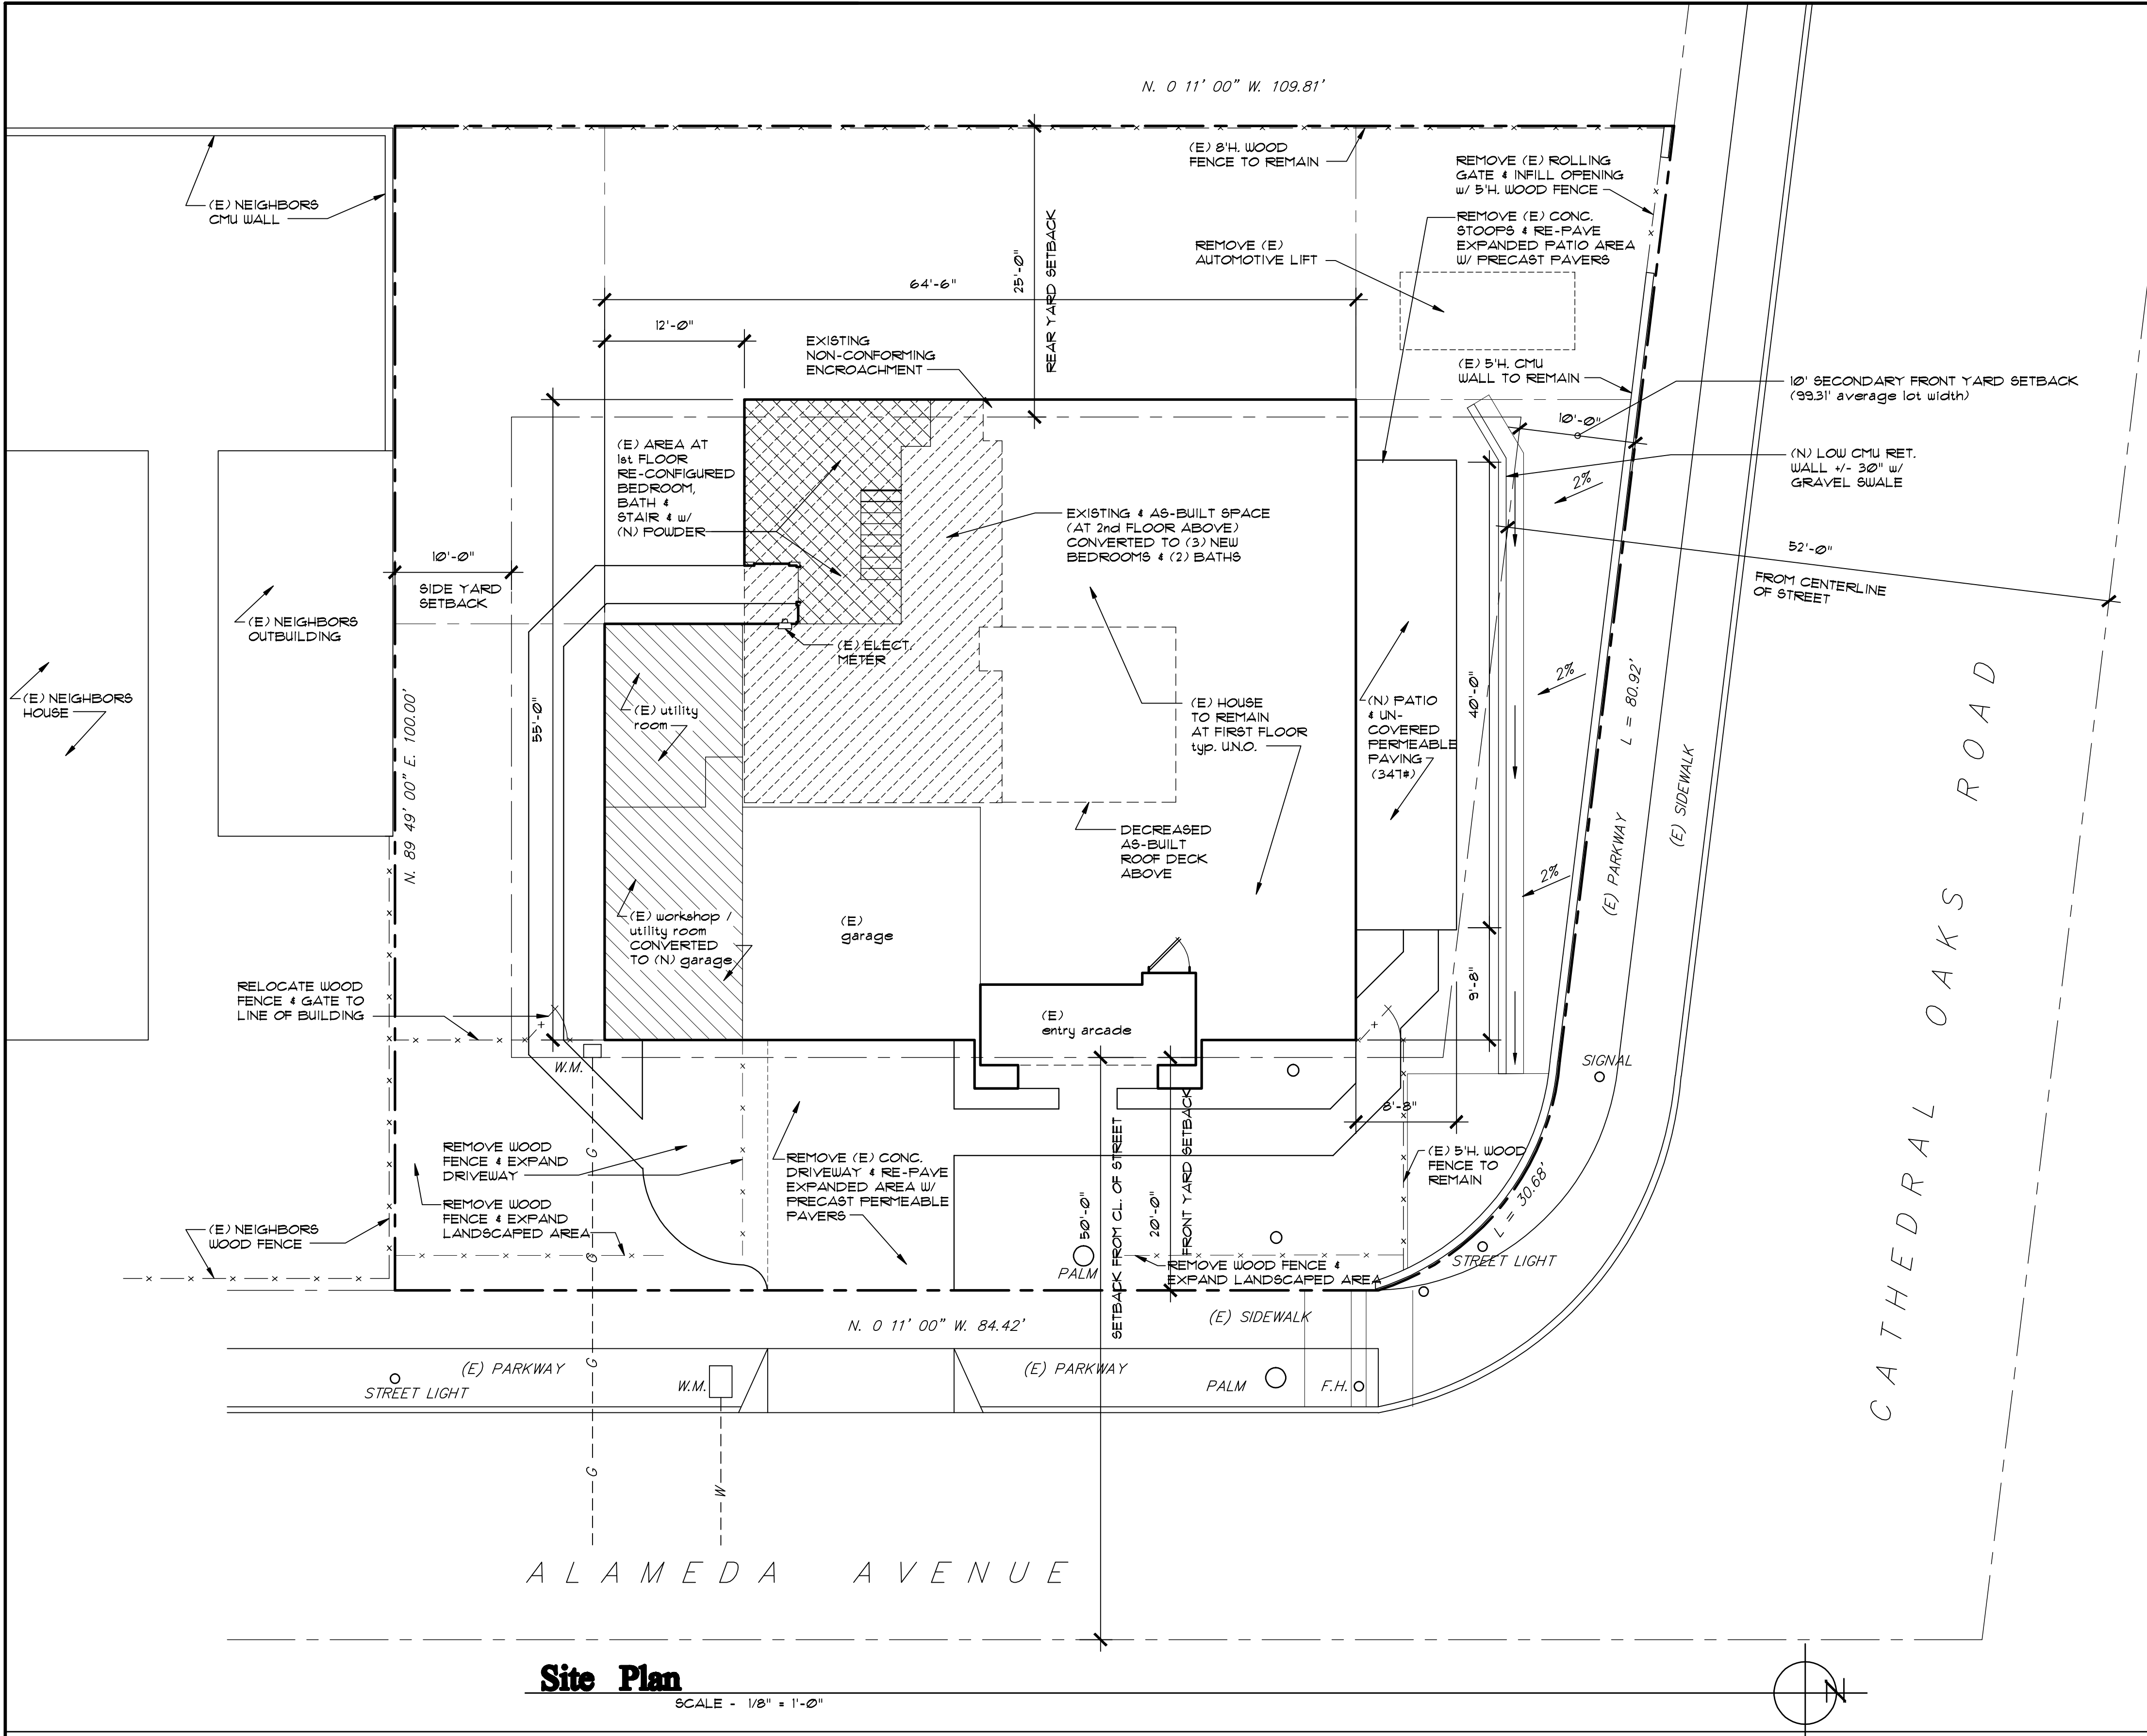 N. 0 11' 00" W. 109.81'
(E) NEIGHBORS
CMU WALL
(E) 8'H. WOOD
FENCE TO REMAIN
REMOVE (E) ROLLING
GATE & INFILL OPENING
w/ 5'H. WOOD FENCE
REMOVE (E) CONC.
STOOPS & RE-PAVE
EXPANDED PATIO AREA
W/ PRECAST PAVERS
REMOVE (E)
AUTOMOTIVE LIFT
25'-0"
REAR YARD SETBACK
64'-6"
12'-0"
EXISTING
NON-CONFORMING
ENCROACHMENT
(E) 5'H. CMU
WALL TO REMAIN
10' SECONDARY FRONT YARD SETBACK
(99.31' average lot width)
10'-0"
(N) LOW CMU RET.
WALL +/- 30" w/
GRAVEL SWALE
2%
(E) AREA AT
1st FLOOR
RE-CONFIGURED
BEDROOM,
BATH &
STAIR & w/
(N) POWDER
EXISTING & AS-BUILT SPACE
(AT 2nd FLOOR ABOVE)
CONVERTED TO (3) NEW
BEDROOMS & (2) BATHS
52'-0"
FROM CENTERLINE
OF STREET
10'-0"
SIDE YARD
SETBACK
(E) NEIGHBORS
OUTBUILDING
(E) ELECT.
METER
(E) NEIGHBORS
HOUSE
N. 89 49' 00" E. 100.00'
55'-0"
(E) utility
room
(E) HOUSE
TO REMAIN
AT FIRST FLOOR
typ. U.N.O.
(N) PATIO
& UN-
COVERED
PERMEABLE
PAVING
(347#)
40'-0"
2%
L = 80.92'
(E) SIDEWALK
(E) PARKWAY
CATHEDRAL OAKS ROAD
DECREASED
AS-BUILT
ROOF DECK
ABOVE
2%
(E) workshop /
utility room
CONVERTED
TO (N) garage
(E)
garage
RELOCATE WOOD
FENCE & GATE TO
LINE OF BUILDING
(E)
entry arcade
9'-8"
SIGNAL
W.M.
8'-8"
REMOVE WOOD
FENCE & EXPAND
DRIVEWAY
REMOVE WOOD
FENCE & EXPAND
LANDSCAPED AREA
REMOVE (E) CONC.
DRIVEWAY & RE-PAVE
EXPANDED AREA W/
PRECAST PERMEABLE
PAVERS
(E) NEIGHBORS
WOOD FENCE
50'-0"
SETBACK FROM CL. OF STREET
20'-0"
FRONT YARD SETBACK
(E) 5'H. WOOD
FENCE TO
REMAIN
L = 30.68'
STREET LIGHT
PALM
REMOVE WOOD FENCE &
EXPAND LANDSCAPED AREA
N. 0 11' 00" W. 84.42'
(E) SIDEWALK
(E) PARKWAY
STREET LIGHT
W.M.
(E) PARKWAY
PALM
F.H.
G
G
G
G
G
W
ALAMEDA AVENUE
Site Plan
SCALE - 1/8" = 1'-0"
N